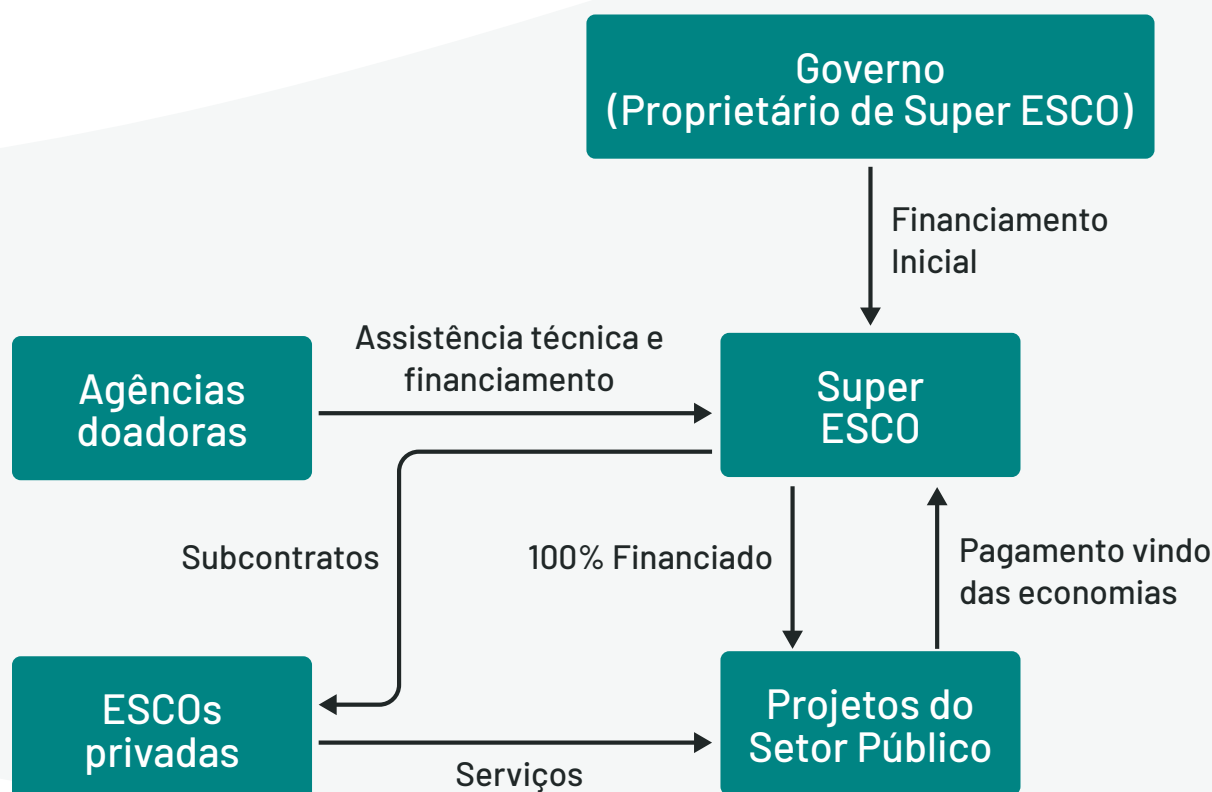 Governo
(Proprietário de Super ESCO)
Financiamento
Inicial
Assistência técnica e
financiamento
Agências
doadoras
Super
ESCO
Subcontratos
100% Financiado
Pagamento vindo
das economias
ESCOs
privadas
Projetos do
Setor Público
Serviços